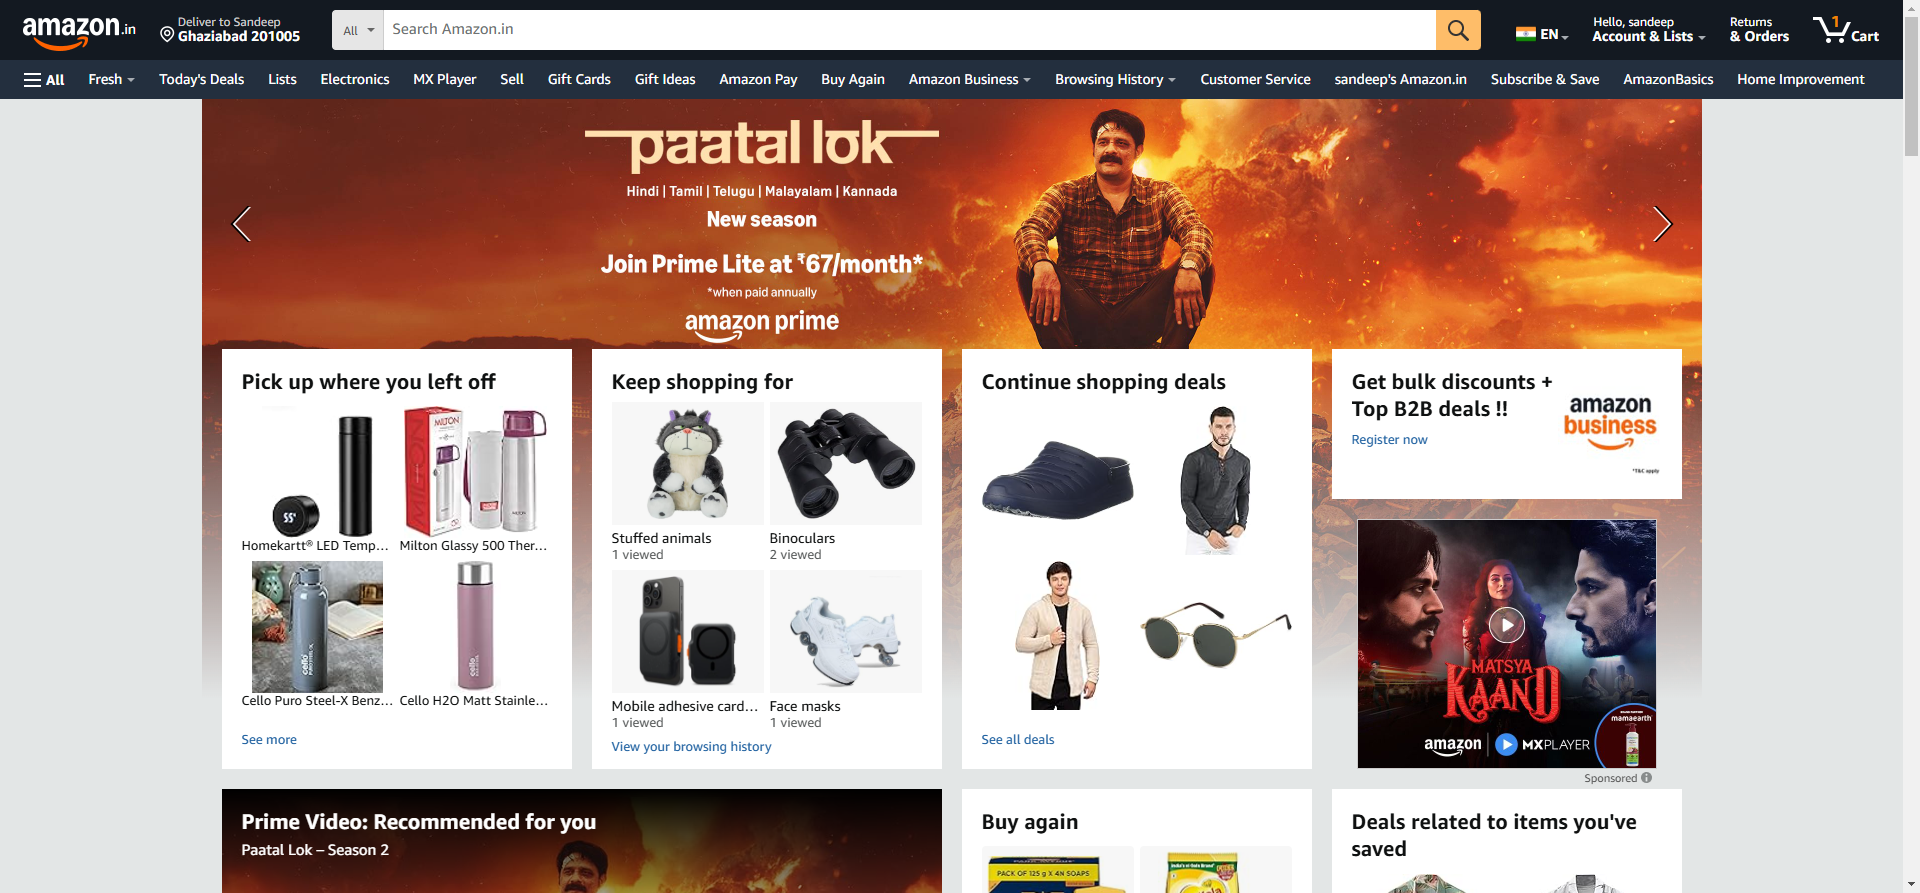 amazon.in
Deliver to Sandeep
Ghaziabad 201005
All
Search Amazon.in
EN
Hello, sandeep
Account & Lists
Returns
& Orders
1
Cart
All
Fresh
Today's Deals
Lists
Electronics
MX Player
Sell
Gift Cards
Gift Ideas
Amazon Pay
Buy Again
Amazon Business
Browsing History
Customer Service
sandeep's Amazon.in
Subscribe & Save
AmazonBasics
Home Improvement
paatal lok
Hindi | Tamil | Telugu | Malayalam | Kannada
New season
Join Prime Lite at ₹67/month*
*when paid annually
amazon prime
Pick up where you left off
55°
MILTON
MILTON
MILTON
Homekartt® LED Temp...
Milton Glassy 500 Ther...
cello
cello
Cello Puro Steel-X Benz...
Cello H2O Matt Stainle...
See more
Keep shopping for
Stuffed animals
1 viewed
Binoculars
2 viewed
Mobile adhesive card...
1 viewed
Face masks
1 viewed
View your browsing history
Continue shopping deals
See all deals
Get bulk discounts +
Top B2B deals !!
Register now
amazon
business
*T&C apply
MATSYA
KAAND
amazon | MXPLAYER
mamaearth
Sponsored
Prime Video: Recommended for you
Paatal Lok – Season 2
Buy again
PACK OF 125 g X 4N SOAPS
Deals related to items you've
saved